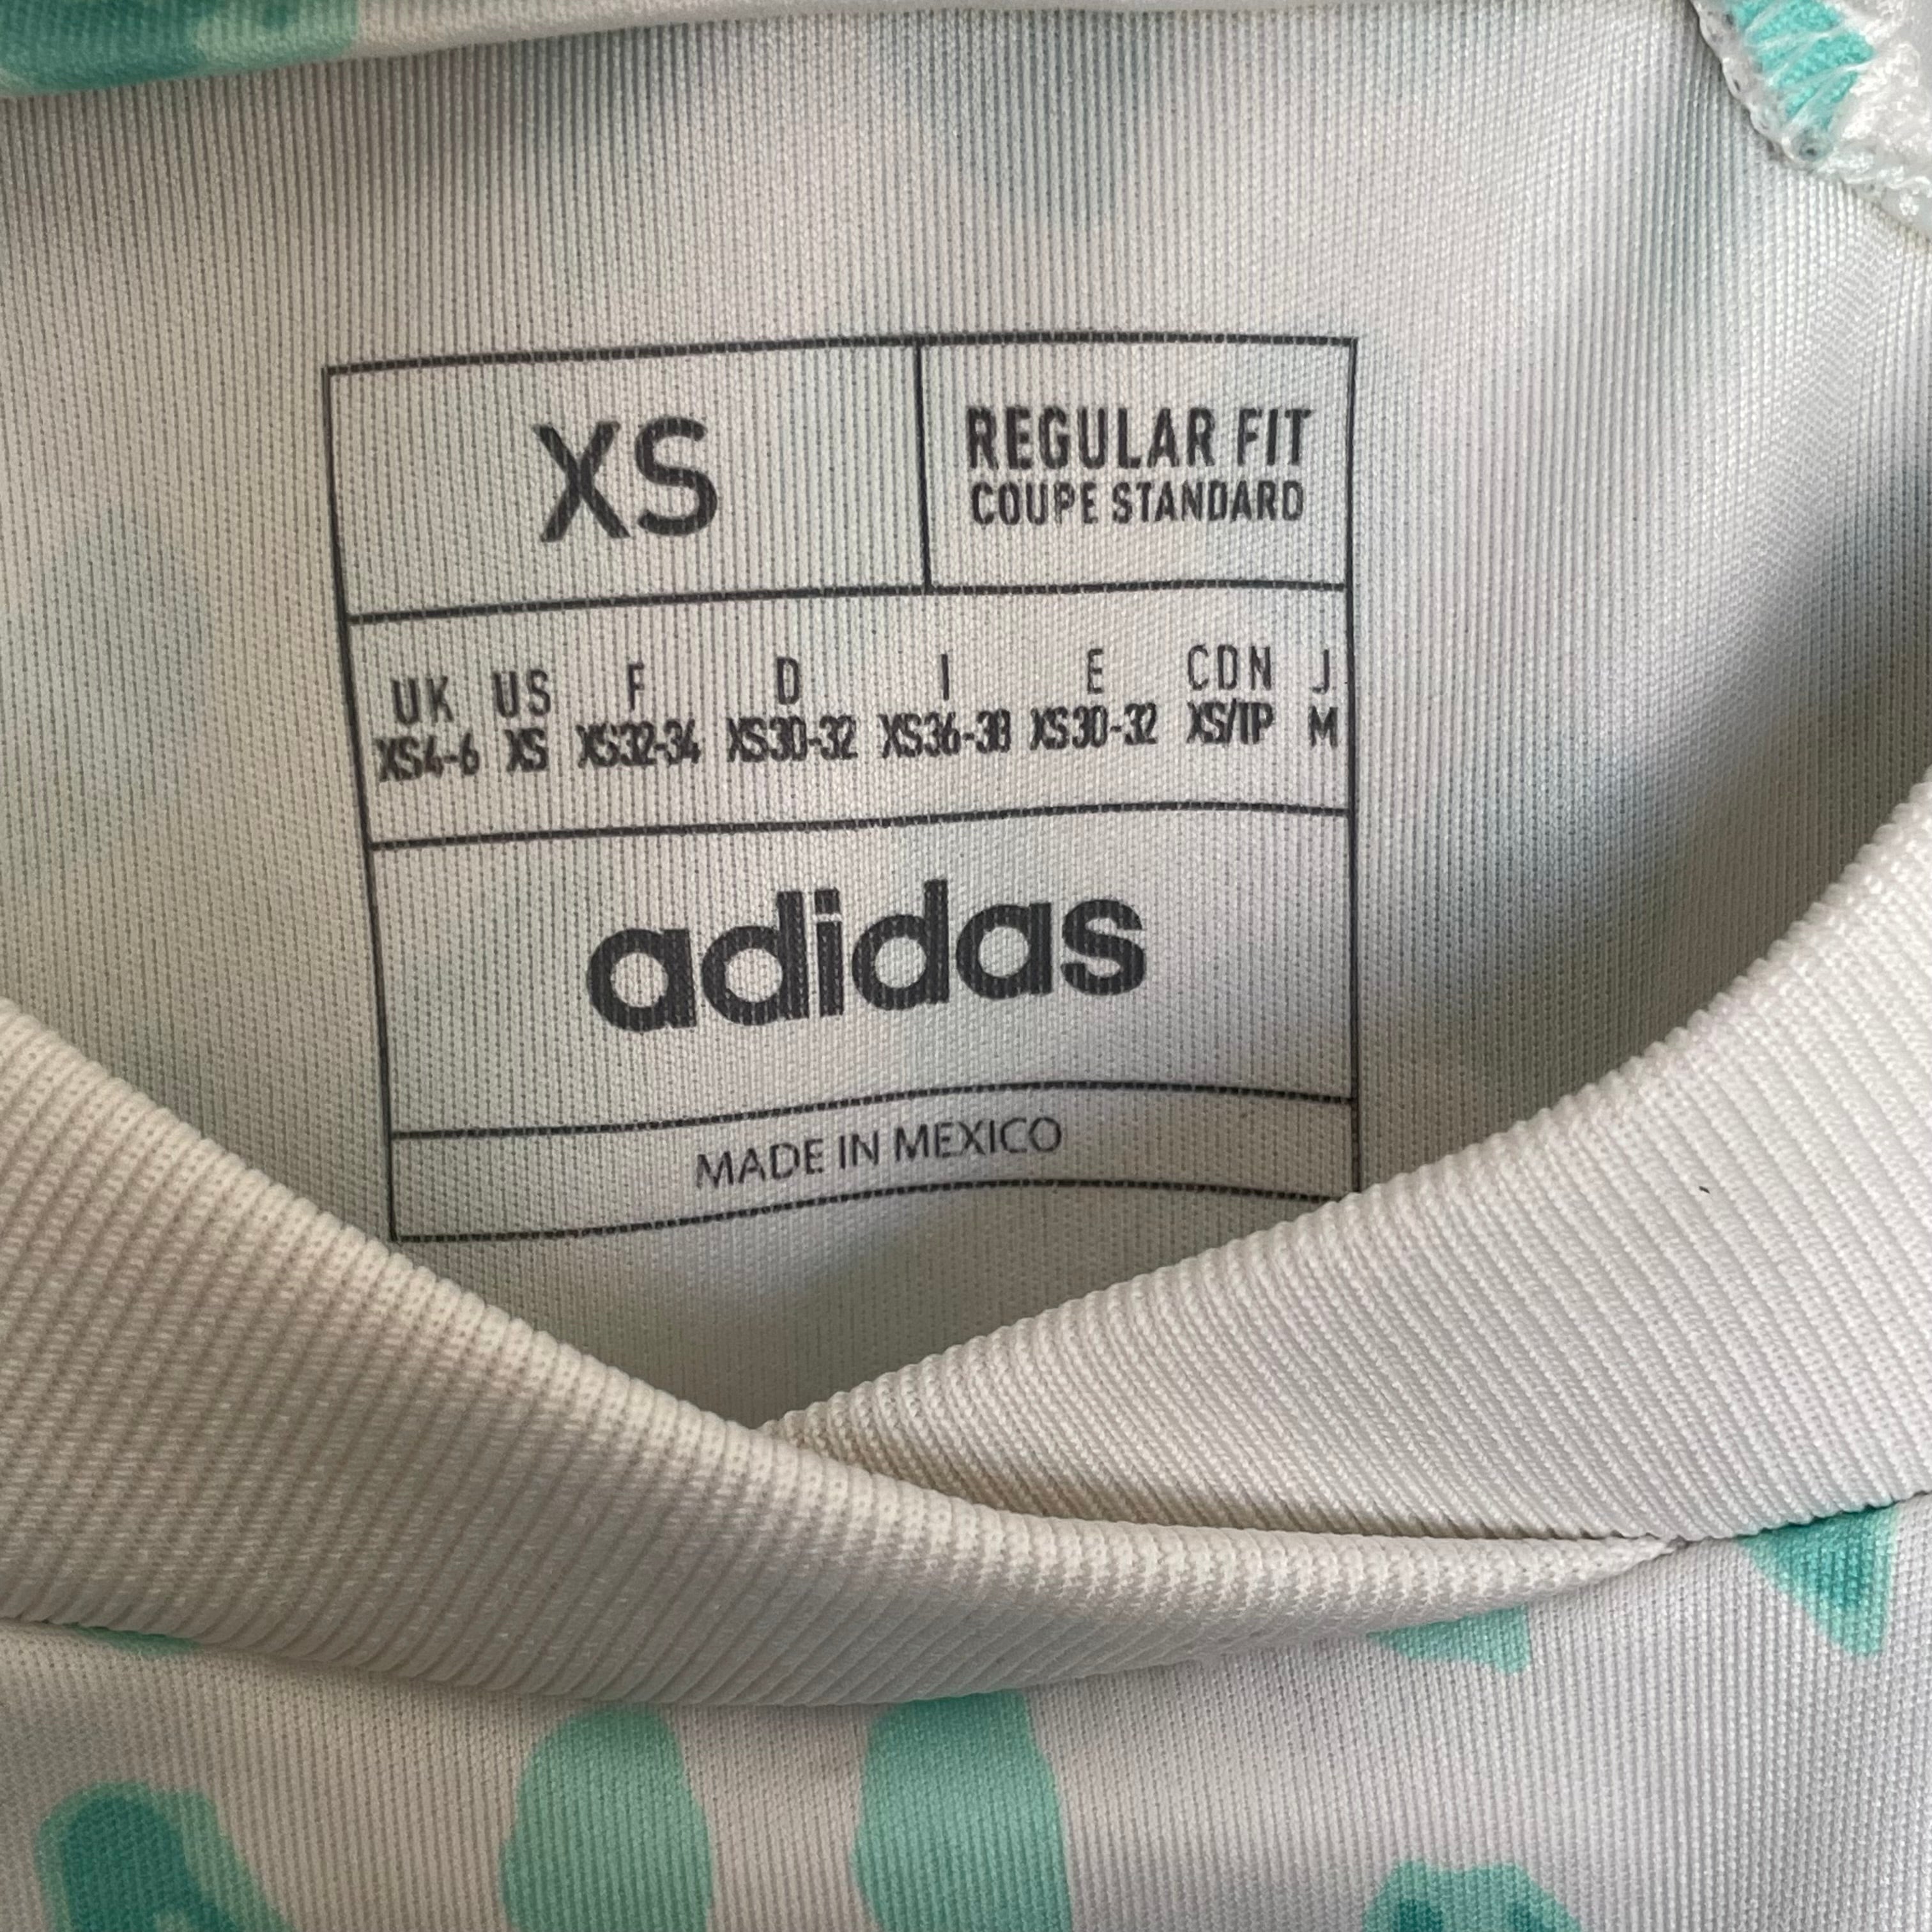 XS
REGULAR FIT
COUPE STANDARD
UK US F D I E CDN J
XS4-6 XS XS32-34 XS30-32 XS36-38 XS30-32 XS/TP M
adidas
MADE IN MEXICO